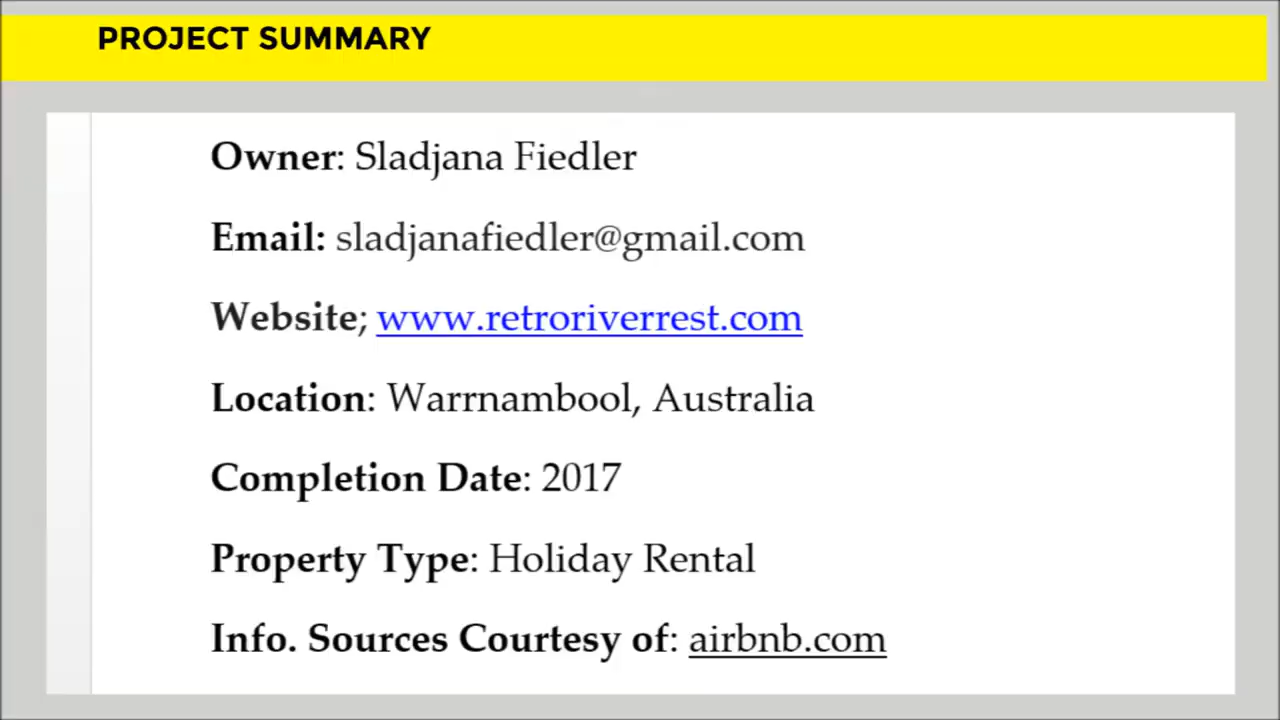 PROJECT SUMMARY
Owner: Sladjana Fiedler
Email: sladjanafiedler@gmail.com
Website; www.retroriverrest.com
Location: Warrnambool, Australia
Completion Date: 2017
Property Type: Holiday Rental
Info. Sources Courtesy of: airbnb.com